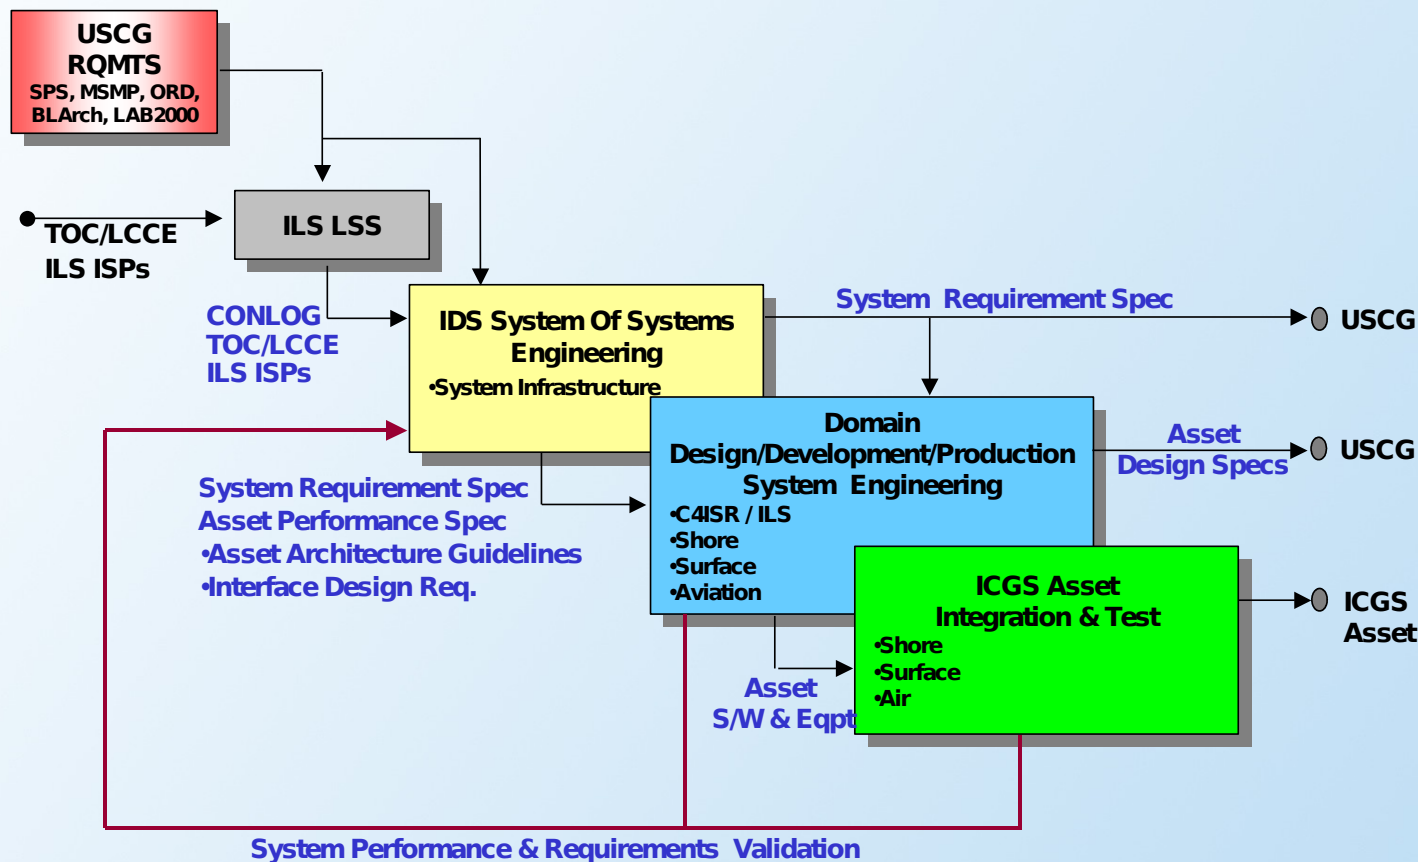 USCG
RQMTS
SPS, MSMP, ORD,
BLArch, LAB2000
ILS LSS
TOC/LCCE
ILS ISPs
CONLOG
TOC/LCCE
ILS ISPs
IDS System Of Systems
Engineering
•System Infrastructure
System Requirement Spec
USCG
Domain
Design/Development/Production
System Engineering
•C4ISR / ILS
•Shore
•Surface
•Aviation
Asset
Design Specs
USCG
System Requirement Spec
Asset Performance Spec
•Asset Architecture Guidelines
•Interface Design Req.
ICGS Asset
Integration & Test
•Shore
•Surface
•Air
ICGS
Asset
Asset
S/W & Eqpt
System Performance & Requirements Validation